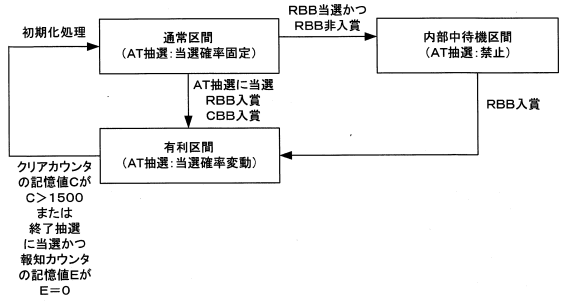 初期化処理
通常区間
(AT抽選:当選確率固定)
RBB当選かつ
RBB非入賞
内部中待機区間
(AT抽選:禁止)
AT抽選に当選
RBB入賞
CBB入賞
RBB入賞
有利区間
(AT抽選:当選確率変動)
クリアカウンタ
の記憶値Cが
C>1500
または
終了抽選
に当選かつ
報知カウンタ
の記憶値Eが
E=0